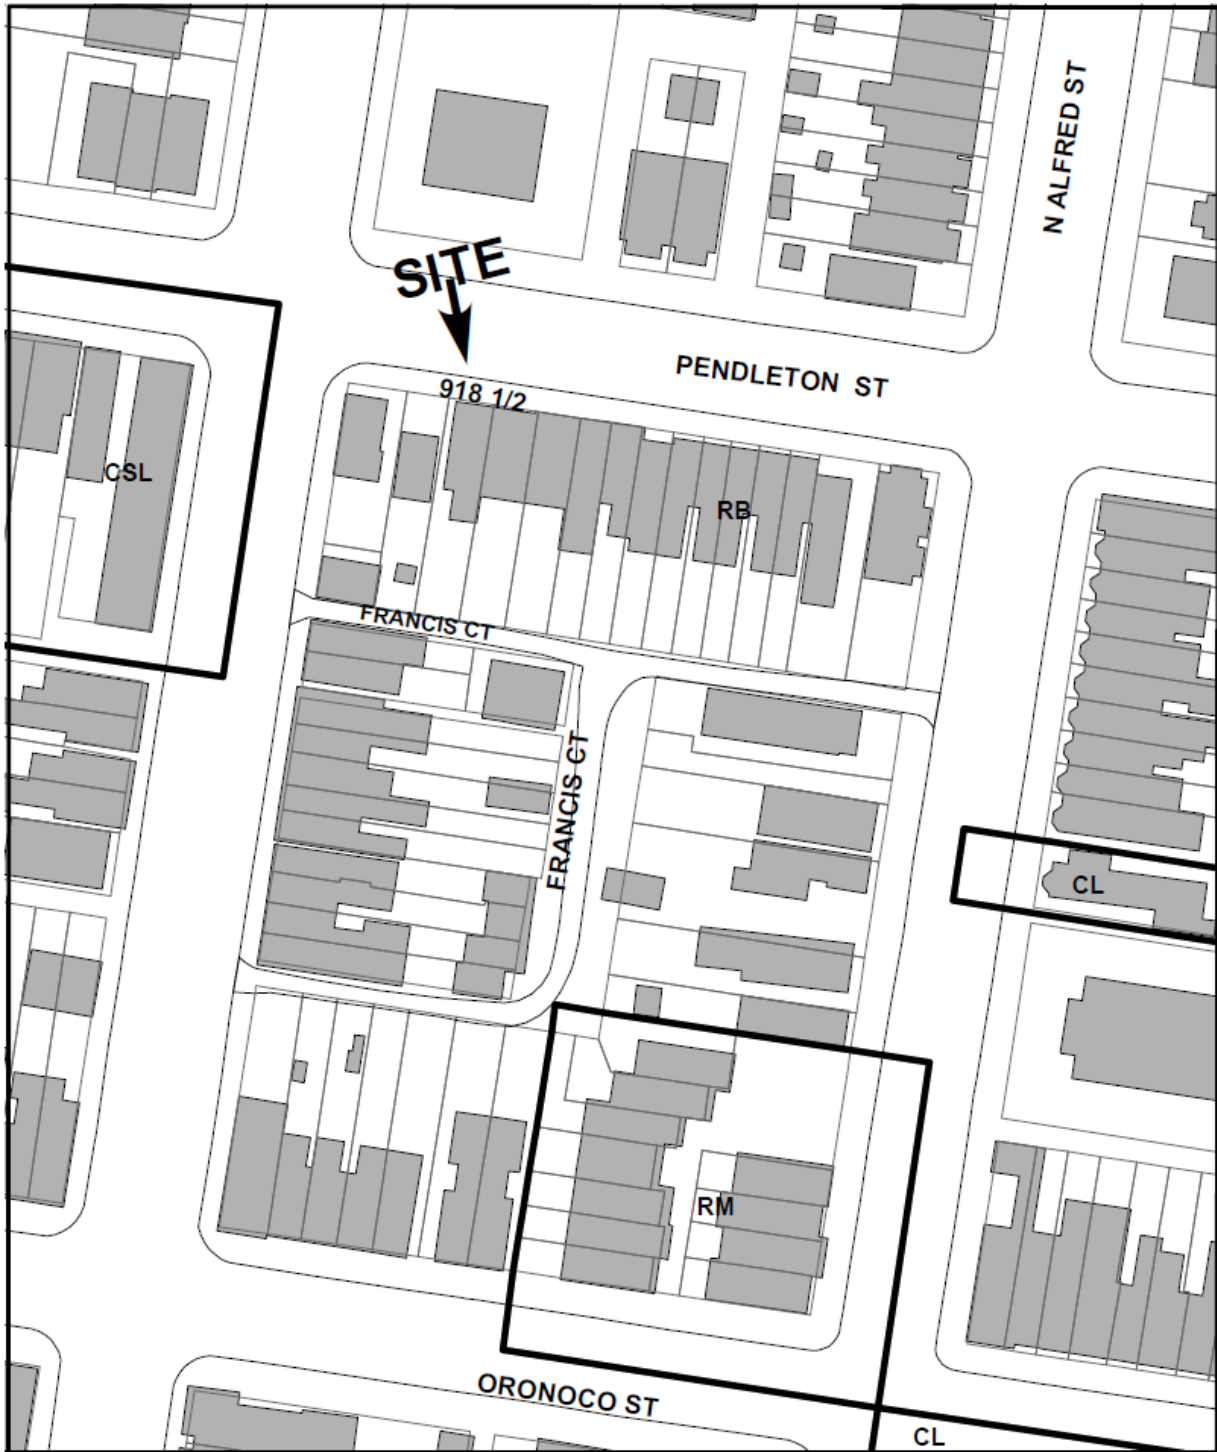 N ALFRED ST
SITE
PENDLETON ST
918 1/2
CSL
RB
FRANCIS CT
FRANCIS CT
CL
RM
ORONOCO ST
CL